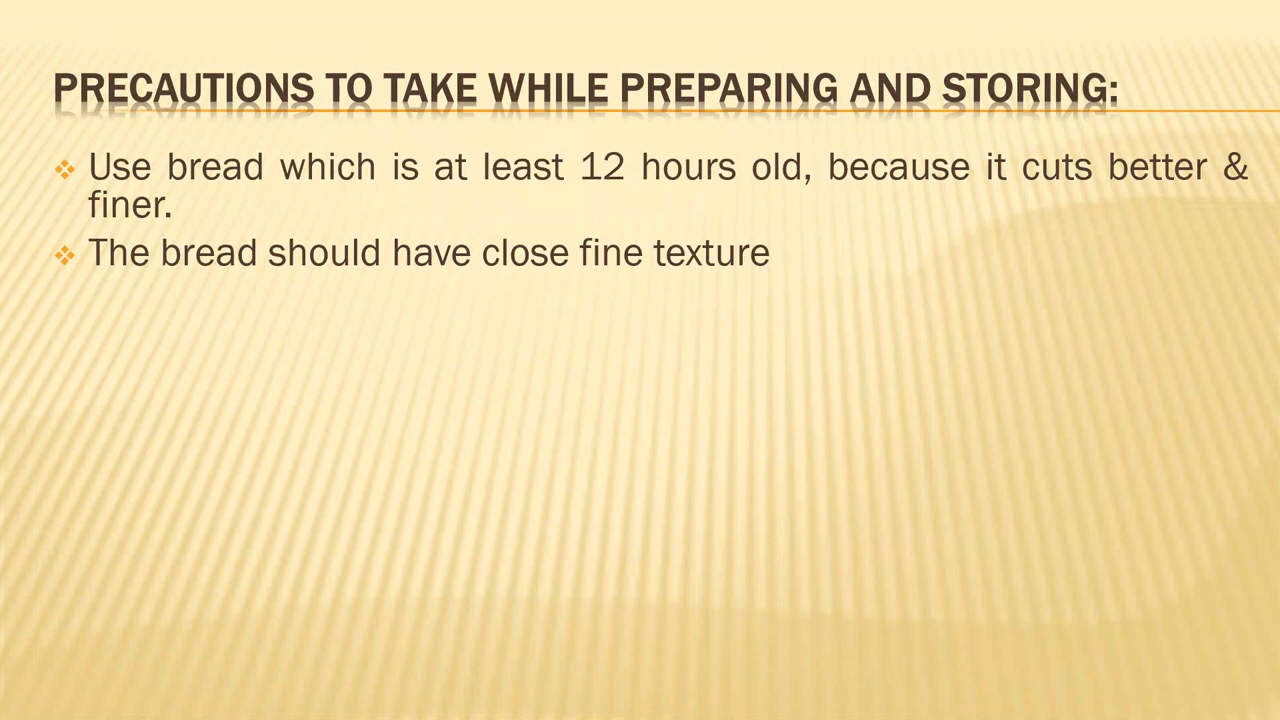 PRECAUTIONS TO TAKE WHILE PREPARING AND STORING:
Use bread which is at least 12 hours old, because it cuts better &
finer.
The bread should have close fine texture